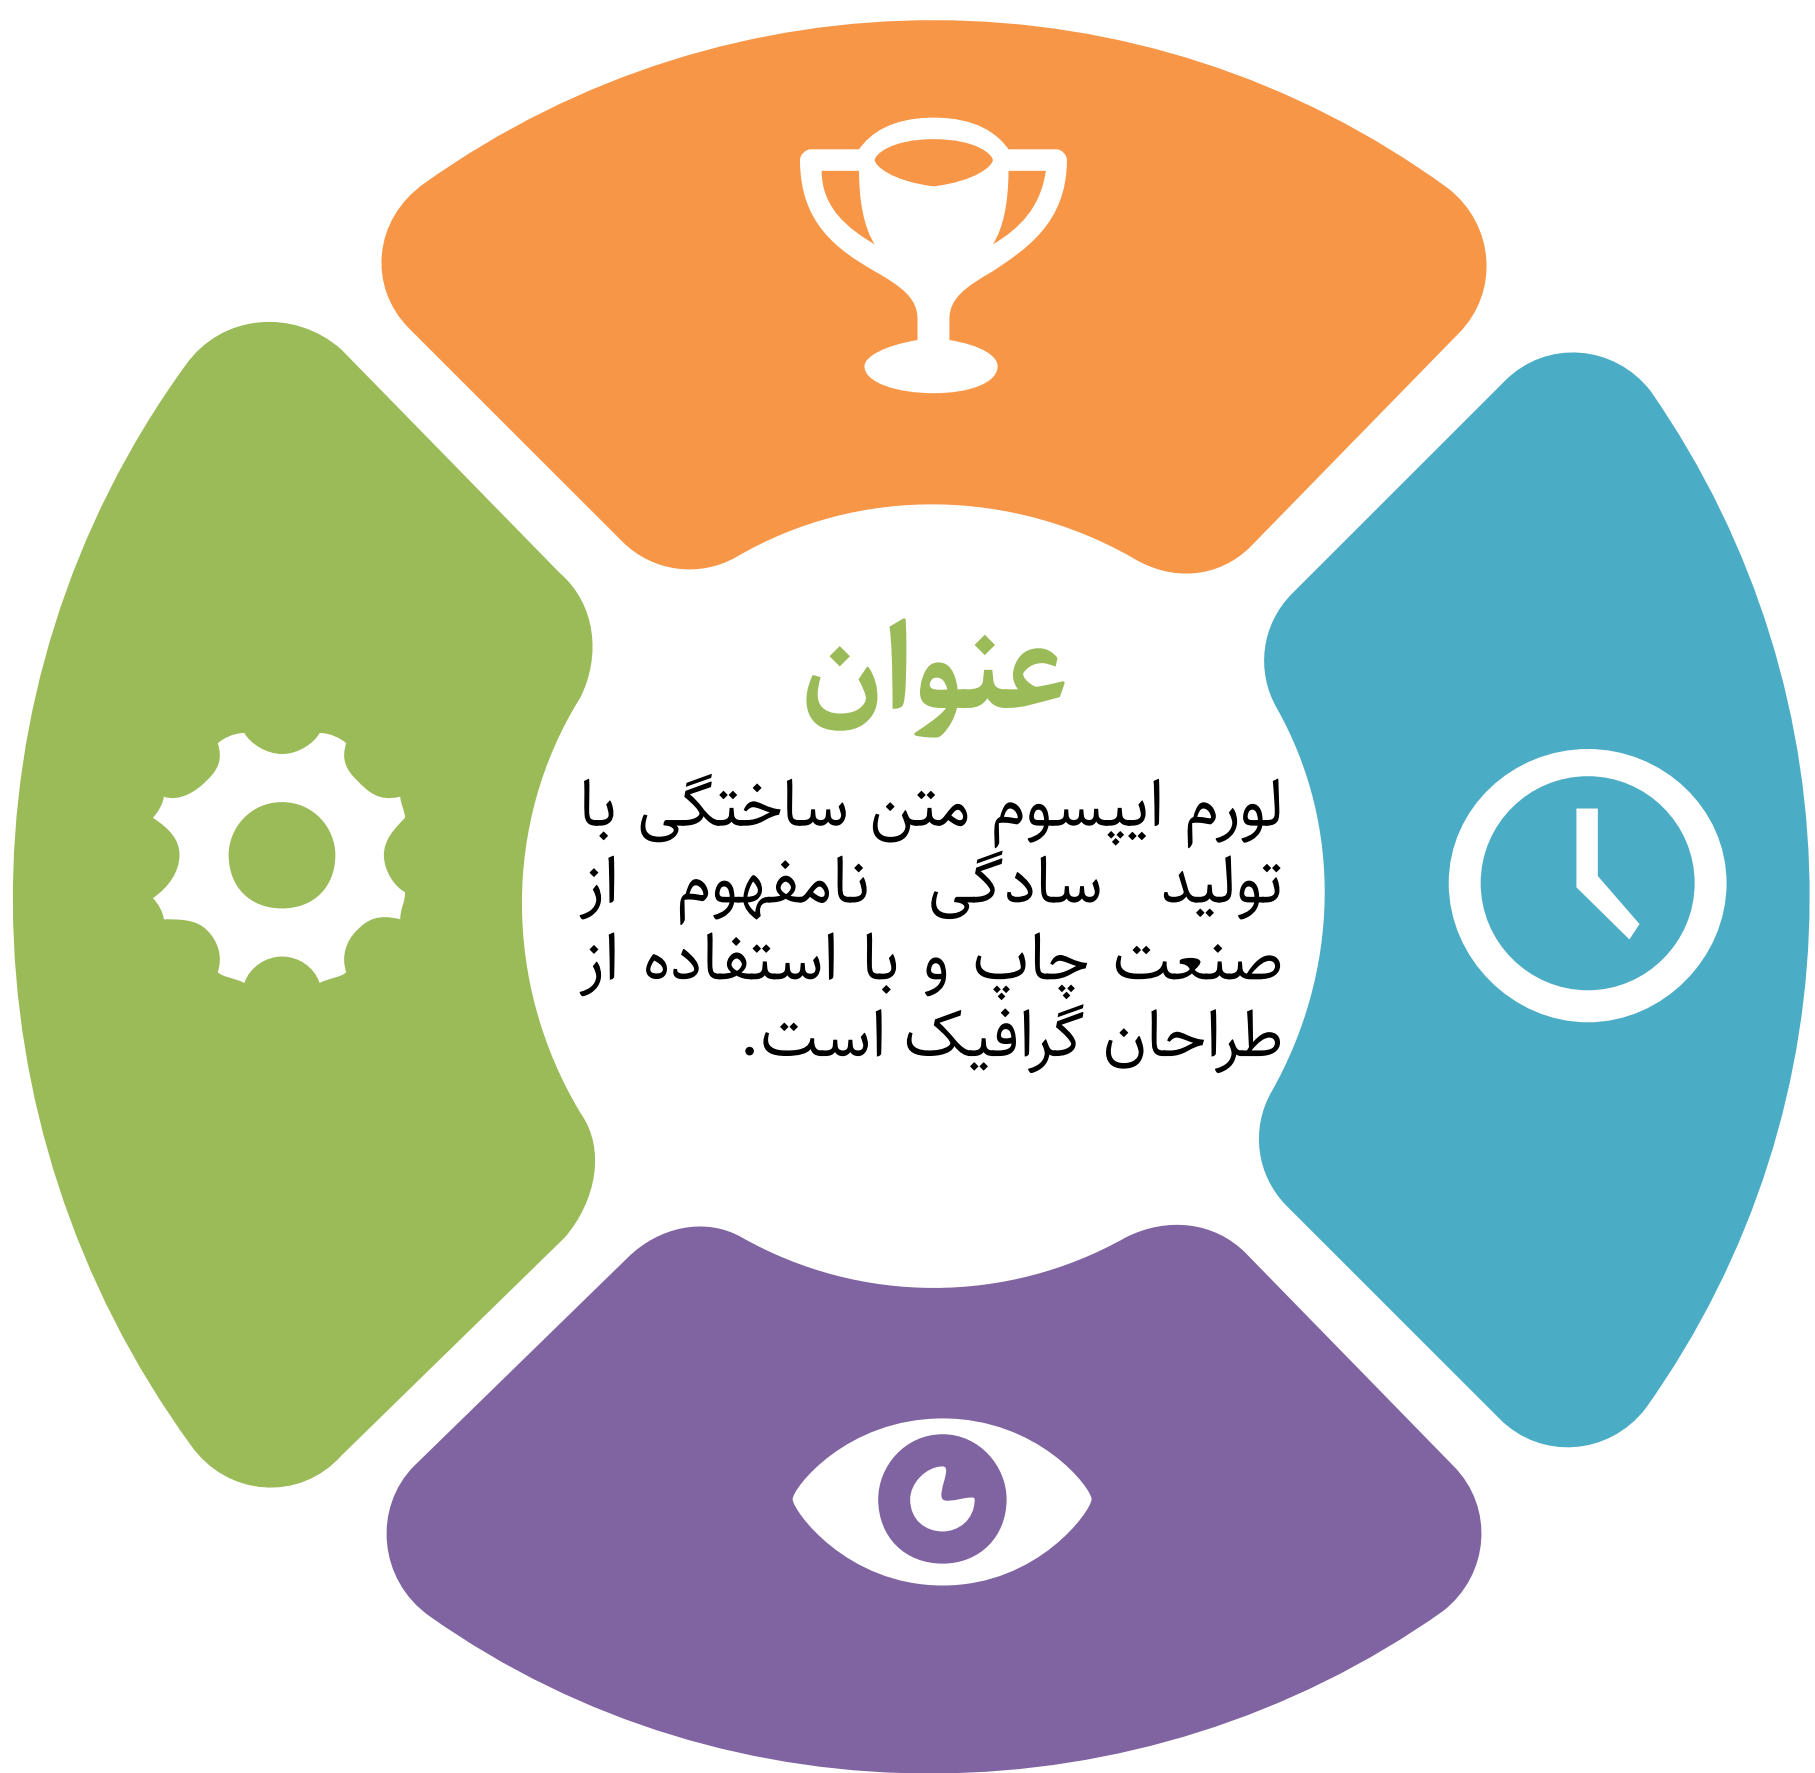 عنوان
لورم ایپسوم متن ساختگی با
تولید سادگی نامفهوم از
صنعت چاپ و با استفاده از
طراحان گرافیک است.